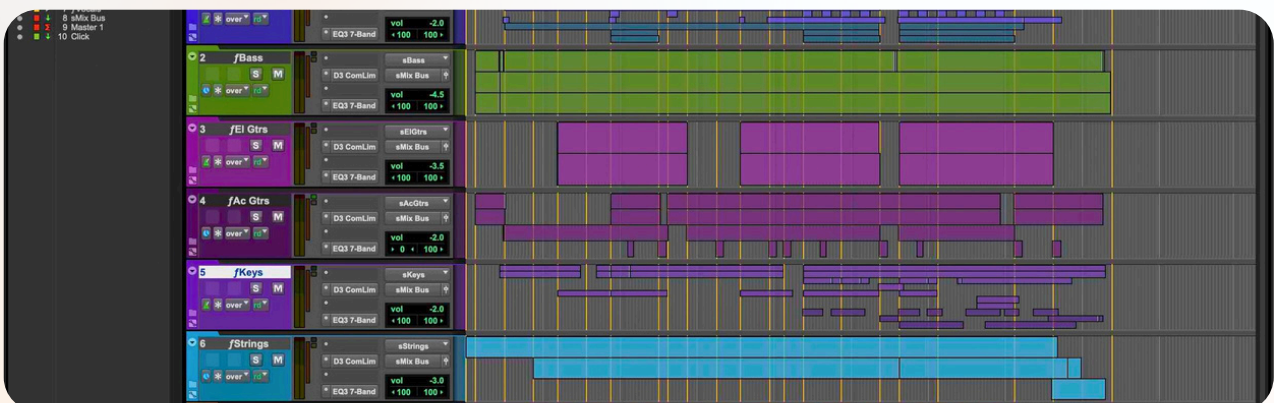 8 sMix Bus
9 Master 1
10 Click
over
EQ3 7-Band
vol -2.0
100 100
2 ƒBass
S M
over
D3 ComLim
EQ3 7-Band
sBass
sMix Bus
vol -4.5
100 100
3 ƒEl Gtrs
S M
over
D3 ComLim
EQ3 7-Band
sElGtrs
sMix Bus
vol -3.5
100 100
4 ƒAc Gtrs
S M
over
D3 ComLim
EQ3 7-Band
sAcGtrs
sMix Bus
vol -2.0
0 100
5 ƒKeys
S M
over
D3 ComLim
EQ3 7-Band
sKeys
sMix Bus
vol -2.0
100 100
6 ƒStrings
S M
over
D3 ComLim
EQ3 7-Band
sStrings
sMix Bus
vol -3.0
100 100